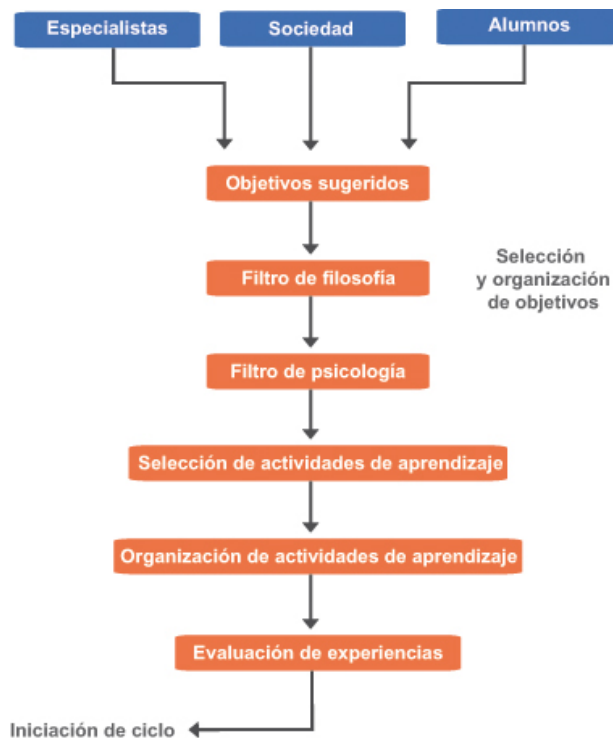 Especialistas
Sociedad
Alumnos
Objetivos sugeridos
Filtro de filosofía
Selección
y organización
de objetivos
Filtro de psicología
Selección de actividades de aprendizaje
Organización de actividades de aprendizaje
Evaluación de experiencias
Iniciación de ciclo